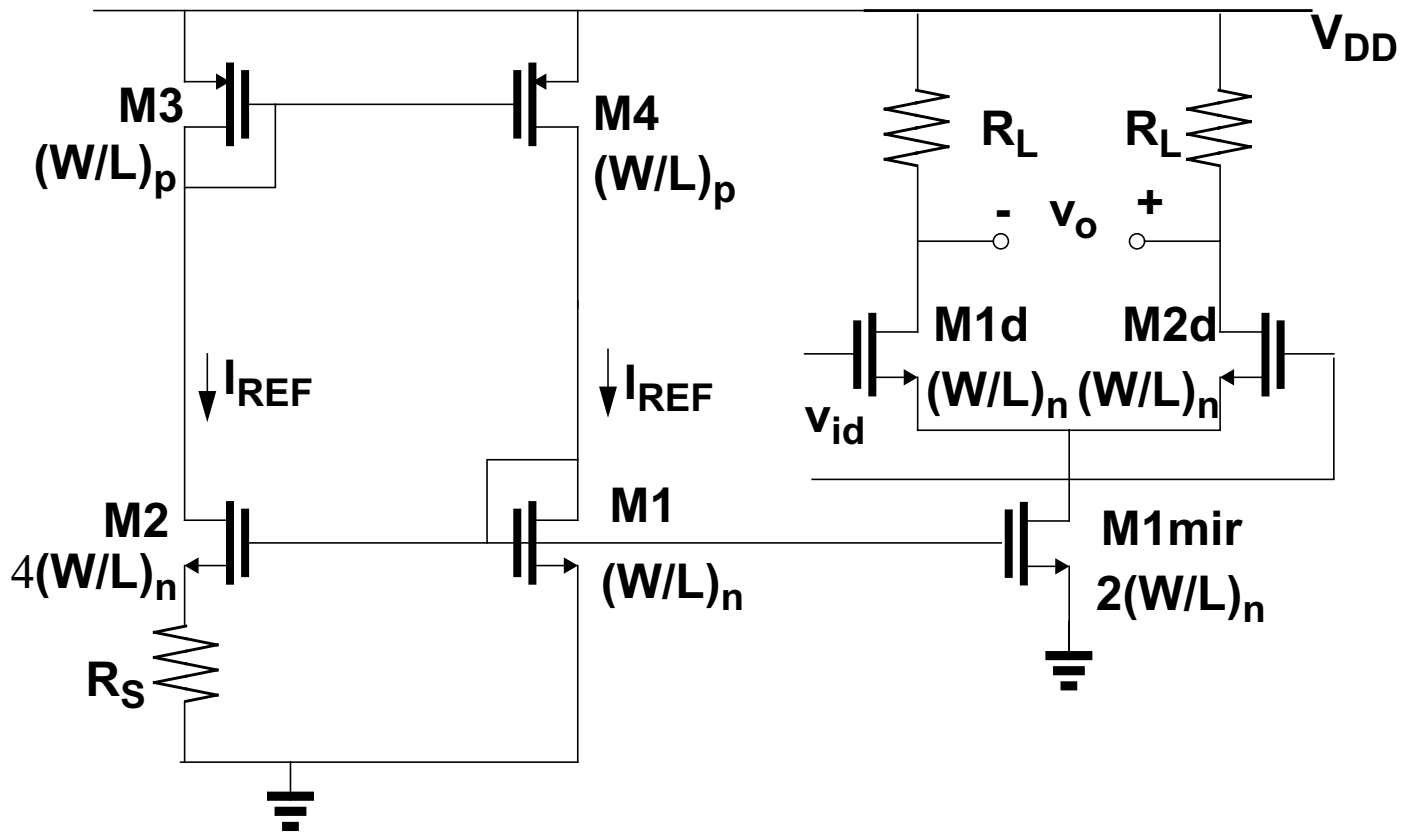 V_DD
M3
(W/L)_p
M4
(W/L)_p
R_L
R_L
- v_o +
I_REF
I_REF
M1d
(W/L)_n
M2d
(W/L)_n
v_id
M2
4(W/L)_n
M1
(W/L)_n
M1mir
2(W/L)_n
R_S